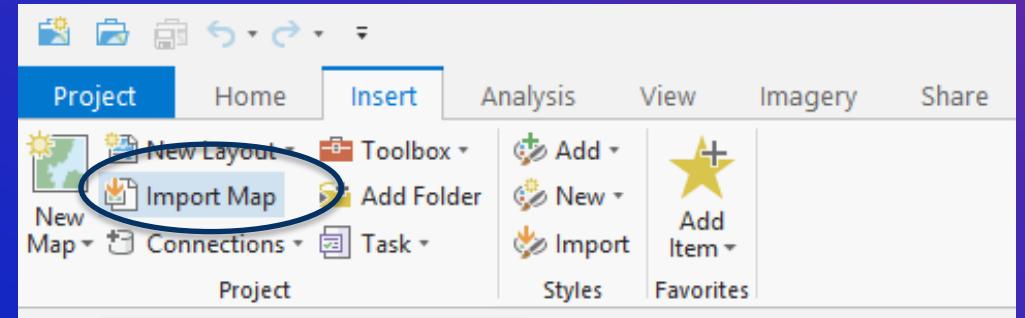 Project Home Insert Analysis View Imagery Share
New Layout Toolbox Add
Import Map Add Folder New
New Map Connections Task Import Add Item
Project Styles Favorites